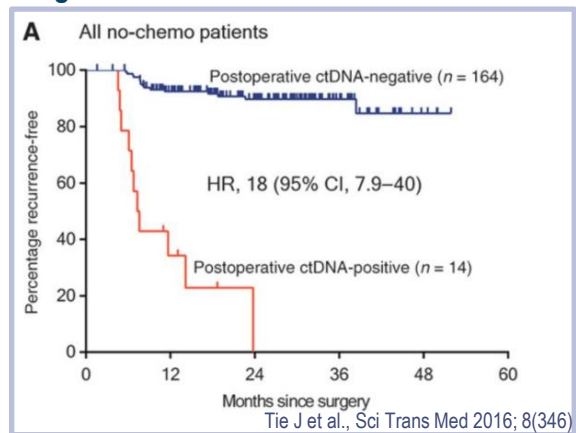 A All no-chemo patients
100
80
60
40
20
0
Percentage recurrence-free
Postoperative ctDNA-negative (n = 164)
HR, 18 (95% CI, 7.9–40)
Postoperative ctDNA-positive (n = 14)
0 12 24 36 48 60
Months since surgery
Tie J et al., Sci Trans Med 2016; 8(346)